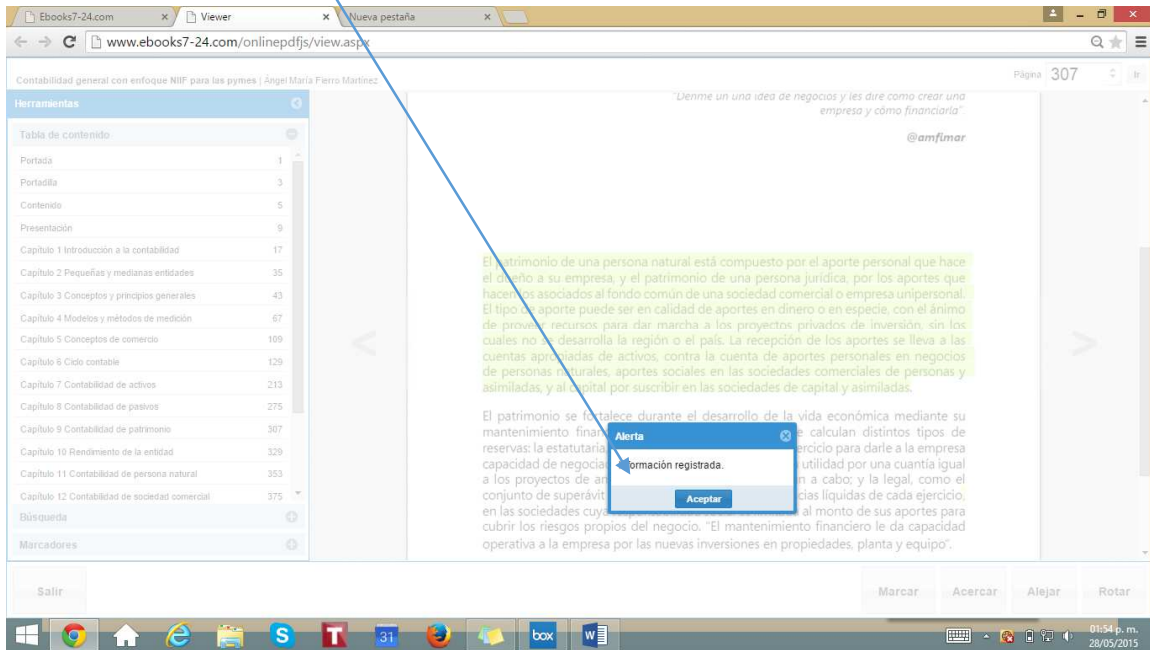 Ebooks7-24.com
Viewer
Nueva pestaña
www.ebooks7-24.com/onlinepdfjs/view.aspx
Contabilidad general con enfoque NIIF para las pymes | Angel María Fierro Martínez
Página 307
Ir
Herramientas
Tabla de contenido
Portada 1
Portadilla 3
Contenido 5
Presentación 9
Capítulo 1 Introducción a la contabilidad 17
Capítulo 2 Pequeñas y medianas entidades 35
Capítulo 3 Conceptos y principios generales 43
Capítulo 4 Modelos y métodos de medición 67
Capítulo 5 Conceptos de comercio 109
Capítulo 6 Ciclo contable 129
Capítulo 7 Contabilidad de activos 213
Capítulo 8 Contabilidad de pasivos 275
Capítulo 9 Contabilidad de patrimonio 307
Capítulo 10 Rendimiento de la entidad 329
Capítulo 11 Contabilidad de persona natural 353
Capítulo 12 Contabilidad de sociedad comercial 375
Búsqueda
Marcadores
"Denme un una idea de negocios y les diré como crear una
empresa y cómo financiarla".
@amfimar
El patrimonio de una persona natural está compuesto por el aporte personal que hace
el dueño a su empresa, y el patrimonio de una persona jurídica, por los aportes que
hacen los asociados al fondo común de una sociedad comercial o empresa unipersonal.
El tipo de aporte puede ser en calidad de aportes en dinero o en especie, con el ánimo
de proveer recursos para dar marcha a los proyectos privados de inversión, sin los
cuales no se desarrolla la región o el país. La recepción de los aportes se lleva a las
cuentas apropiadas de activos, contra la cuenta de aportes personales en negocios
de personas naturales, aportes sociales en las sociedades comerciales de personas y
asimiladas, y al capital por suscribir en las sociedades de capital y asimiladas.
El patrimonio se fortalece durante el desarrollo de la vida económica mediante su
mantenimiento finan e calculan distintos tipos de
reservas: la estatutaria ercicio para darle a la empresa
capacidad de negocia utilidad por una cuantía igual
a los proyectos de am n a cabo; y la legal, como el
conjunto de superávit cias líquidas de cada ejercicio,
en las sociedades cuya al monto de sus aportes para
cubrir los riesgos propios del negocio. "El mantenimiento financiero le da capacidad
operativa a la empresa por las nuevas inversiones en propiedades, planta y equipo".
Alerta
formación registrada.
Aceptar
Salir
Marcar
Acercar
Alejar
Rotar
31
box
01:54 p. m.
28/05/2015